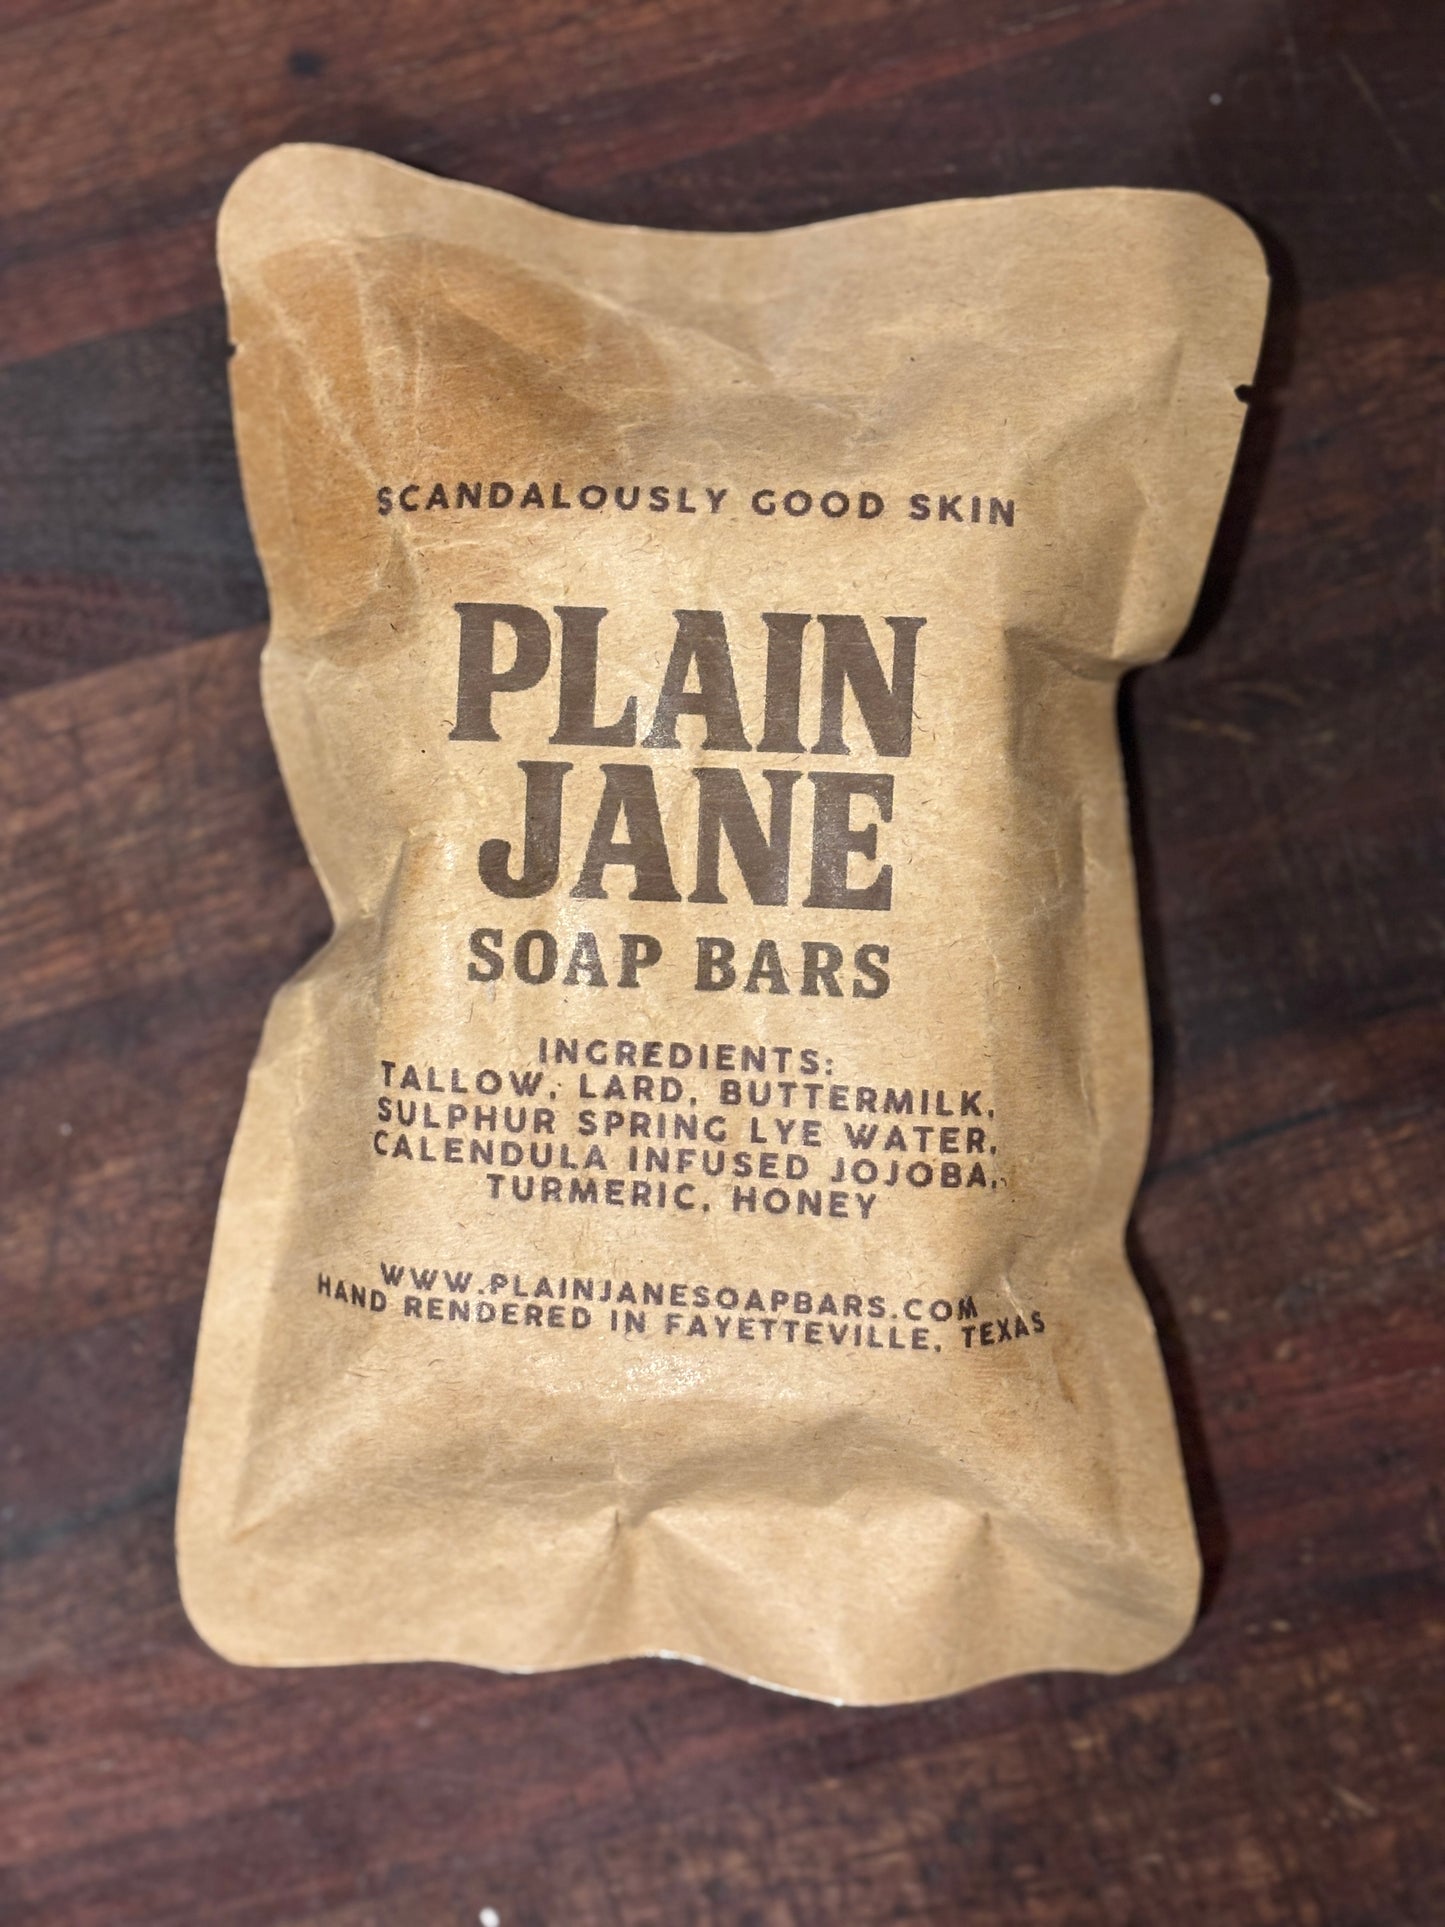 SCANDALOUSLY GOOD SKIN
PLAIN
JANE
SOAP BARS
INGREDIENTS:
TALLOW, LARD, BUTTERMILK,
SULPHUR SPRING LYE WATER,
CALENDULA INFUSED JOJOBA,
TURMERIC, HONEY
WWW.PLAINJANESOAPBARS.COM
HAND RENDERED IN FAYETTEVILLE, TEXAS